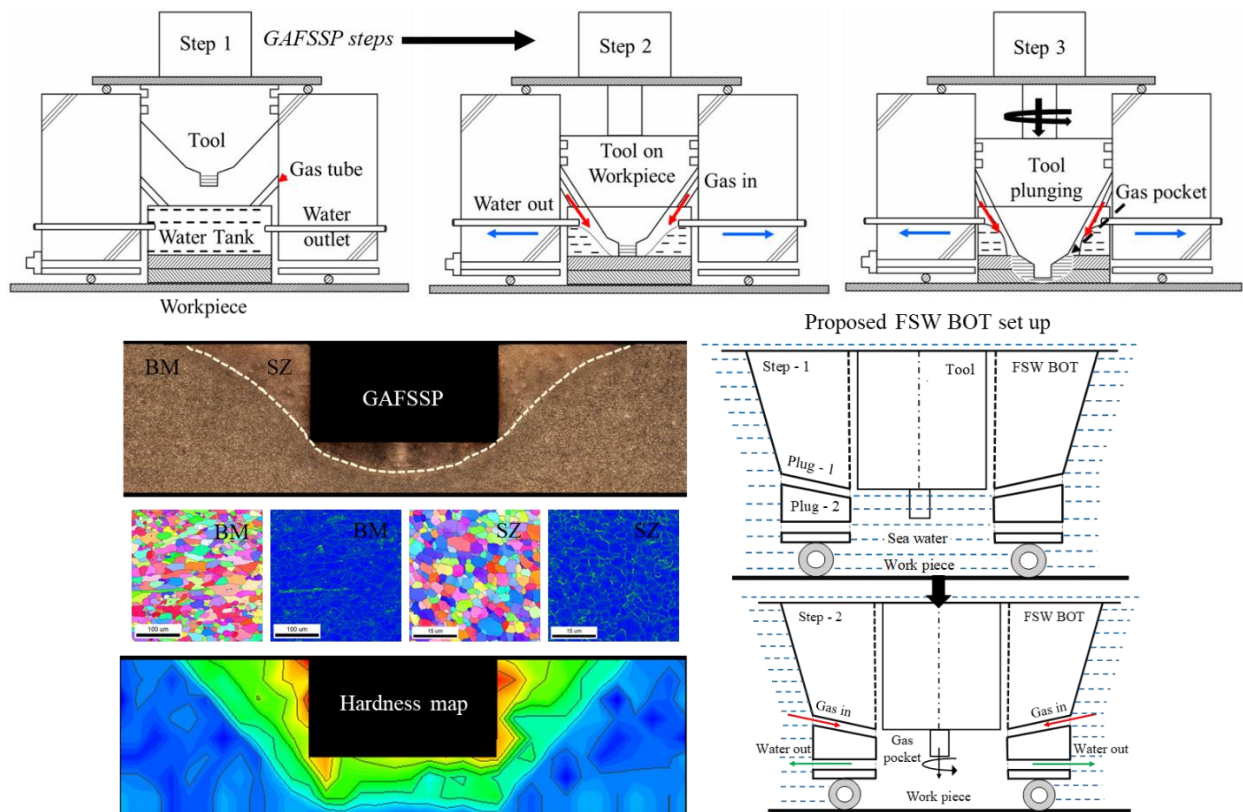 Step 1
GAFSSP steps
Step 2
Step 3
Tool
Gas tube
Water
outlet
Water Tank
Workpiece
Tool on
Workpiece
Gas in
Water out
Tool
plunging
Gas pocket
Proposed FSW BOT set up
BM
SZ
GAFSSP
BM
BM
SZ
SZ
100 um
100 um
15 um
15 um
Hardness map
Step - 1
Tool
FSW BOT
Plug - 1
Plug - 2
Sea water
Work piece
Step - 2
FSW BOT
Gas in
Gas in
Gas
pocket
Water out
Water out
Work piece